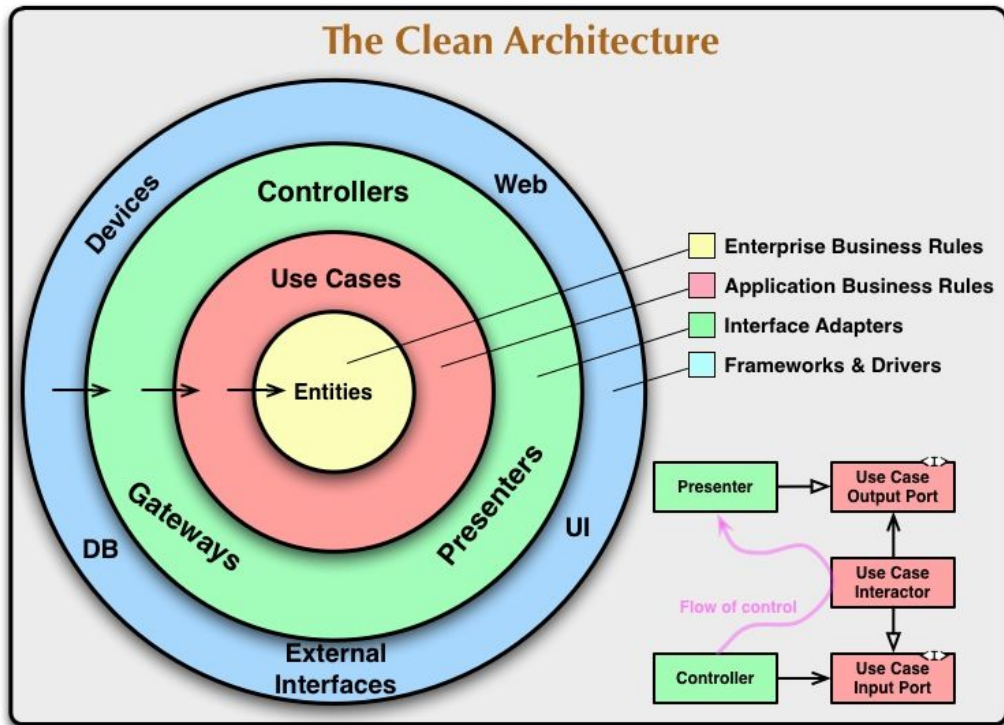 The Clean Architecture
Devices
Controllers
Web
Use Cases
Entities
Gateways
Presenters
DB
UI
External
Interfaces
Enterprise Business Rules
Application Business Rules
Interface Adapters
Frameworks & Drivers
Presenter
<I>
Use Case
Output Port
Use Case
Interactor
Flow of control
Controller
<I>
Use Case
Input Port